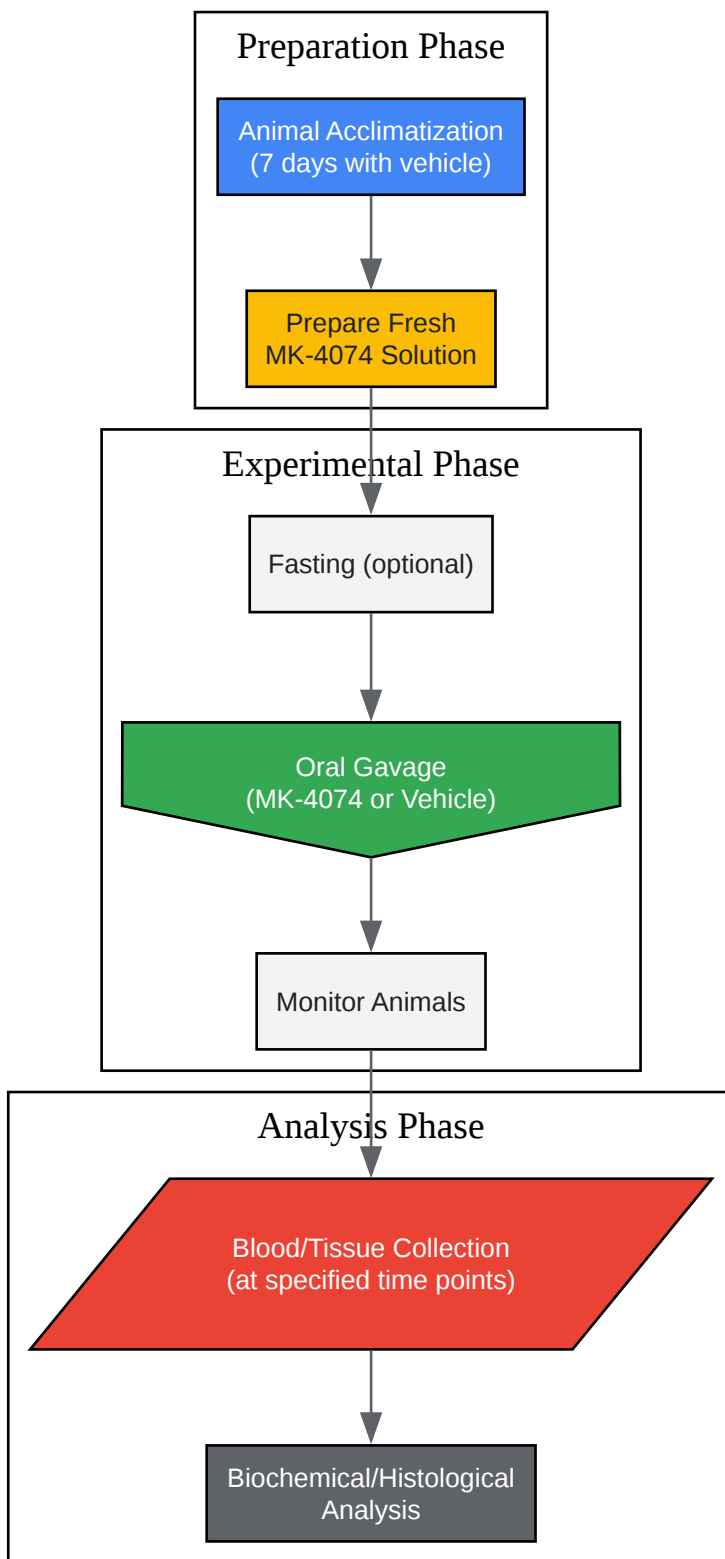 Preparation Phase
Animal Acclimatization
(7 days with vehicle)
Prepare Fresh
MK-4074 Solution
Experimental Phase
Fasting (optional)
Oral Gavage
(MK-4074 or Vehicle)
Monitor Animals
Analysis Phase
Blood/Tissue Collection
(at specified time points)
Biochemical/Histological
Analysis